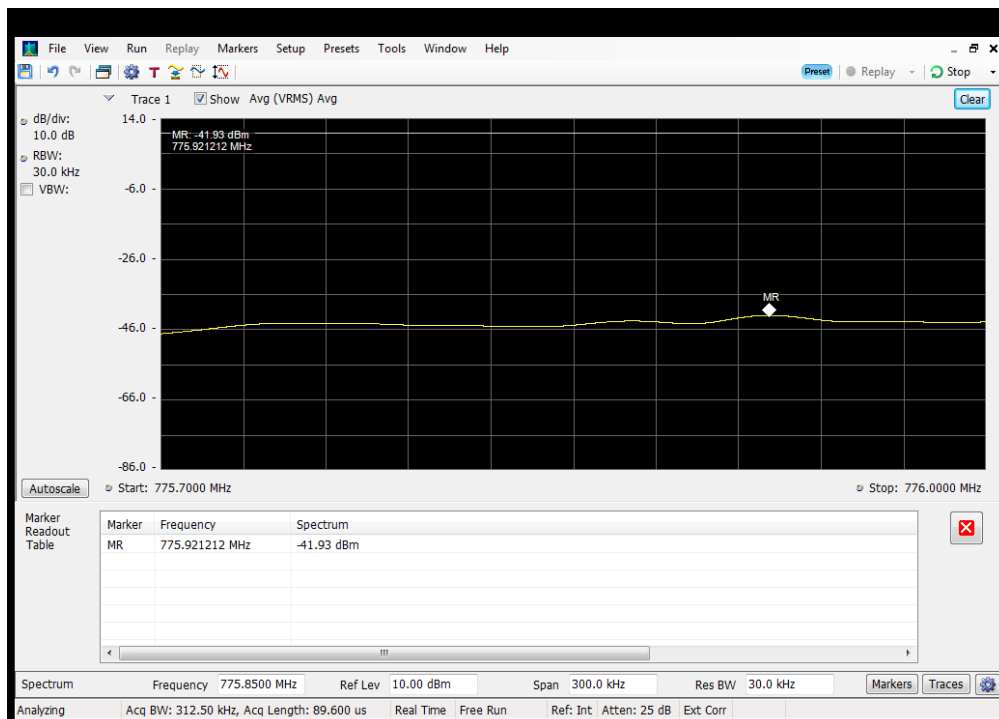 File View Run Replay Markers Setup Presets Tools Window Help
T Preset Replay Stop
Trace 1 Show Avg (VRMS) Avg Clear
dB/div:
10.0 dB
RBW:
30.0 kHz
VBW:
14.0
-6.0
-26.0
-46.0
-66.0
-86.0
MR: -41.93 dBm
775.921212 MHz
MR
Autoscale Start: 775.7000 MHz Stop: 776.0000 MHz
Marker
Readout
Table
Marker Frequency Spectrum
MR 775.921212 MHz -41.93 dBm
Spectrum Frequency 775.8500 MHz Ref Lev 10.00 dBm Span 300.0 kHz Res BW 30.0 kHz Markers Traces
Analyzing Acq BW: 312.50 kHz, Acq Length: 89.600 us Real Time Free Run Ref: Int Atten: 25 dB Ext Corr